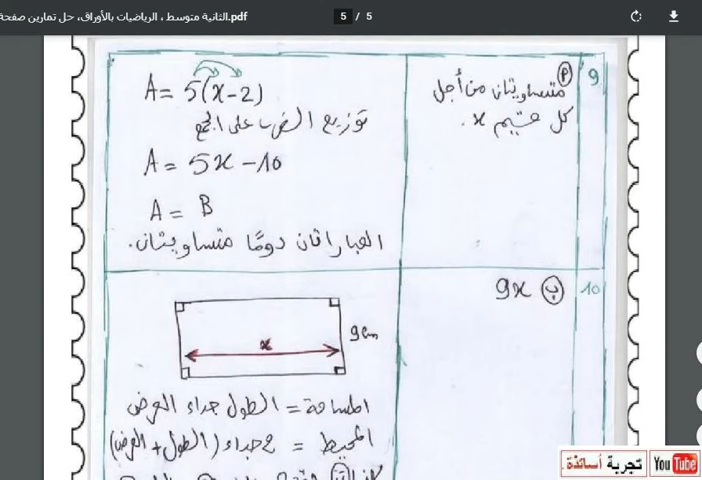 الثانية متوسط ، الرياضيات بالأوراق، حل تمارين صفحة.pdf
5 / 5
9
أ متساويتان من أجل
كل قيم x.
A = 5(x-2)
توزيع الضرب على الجمع
A = 5x - 10
A = B
العبارتان دومًا متساويتان.
10
ب 9x
9cm
x
المساحة = الطول جداء العرض
المحيط = 2 جداء (الطول + العرض)
تجربة أساتذة.
YouTube